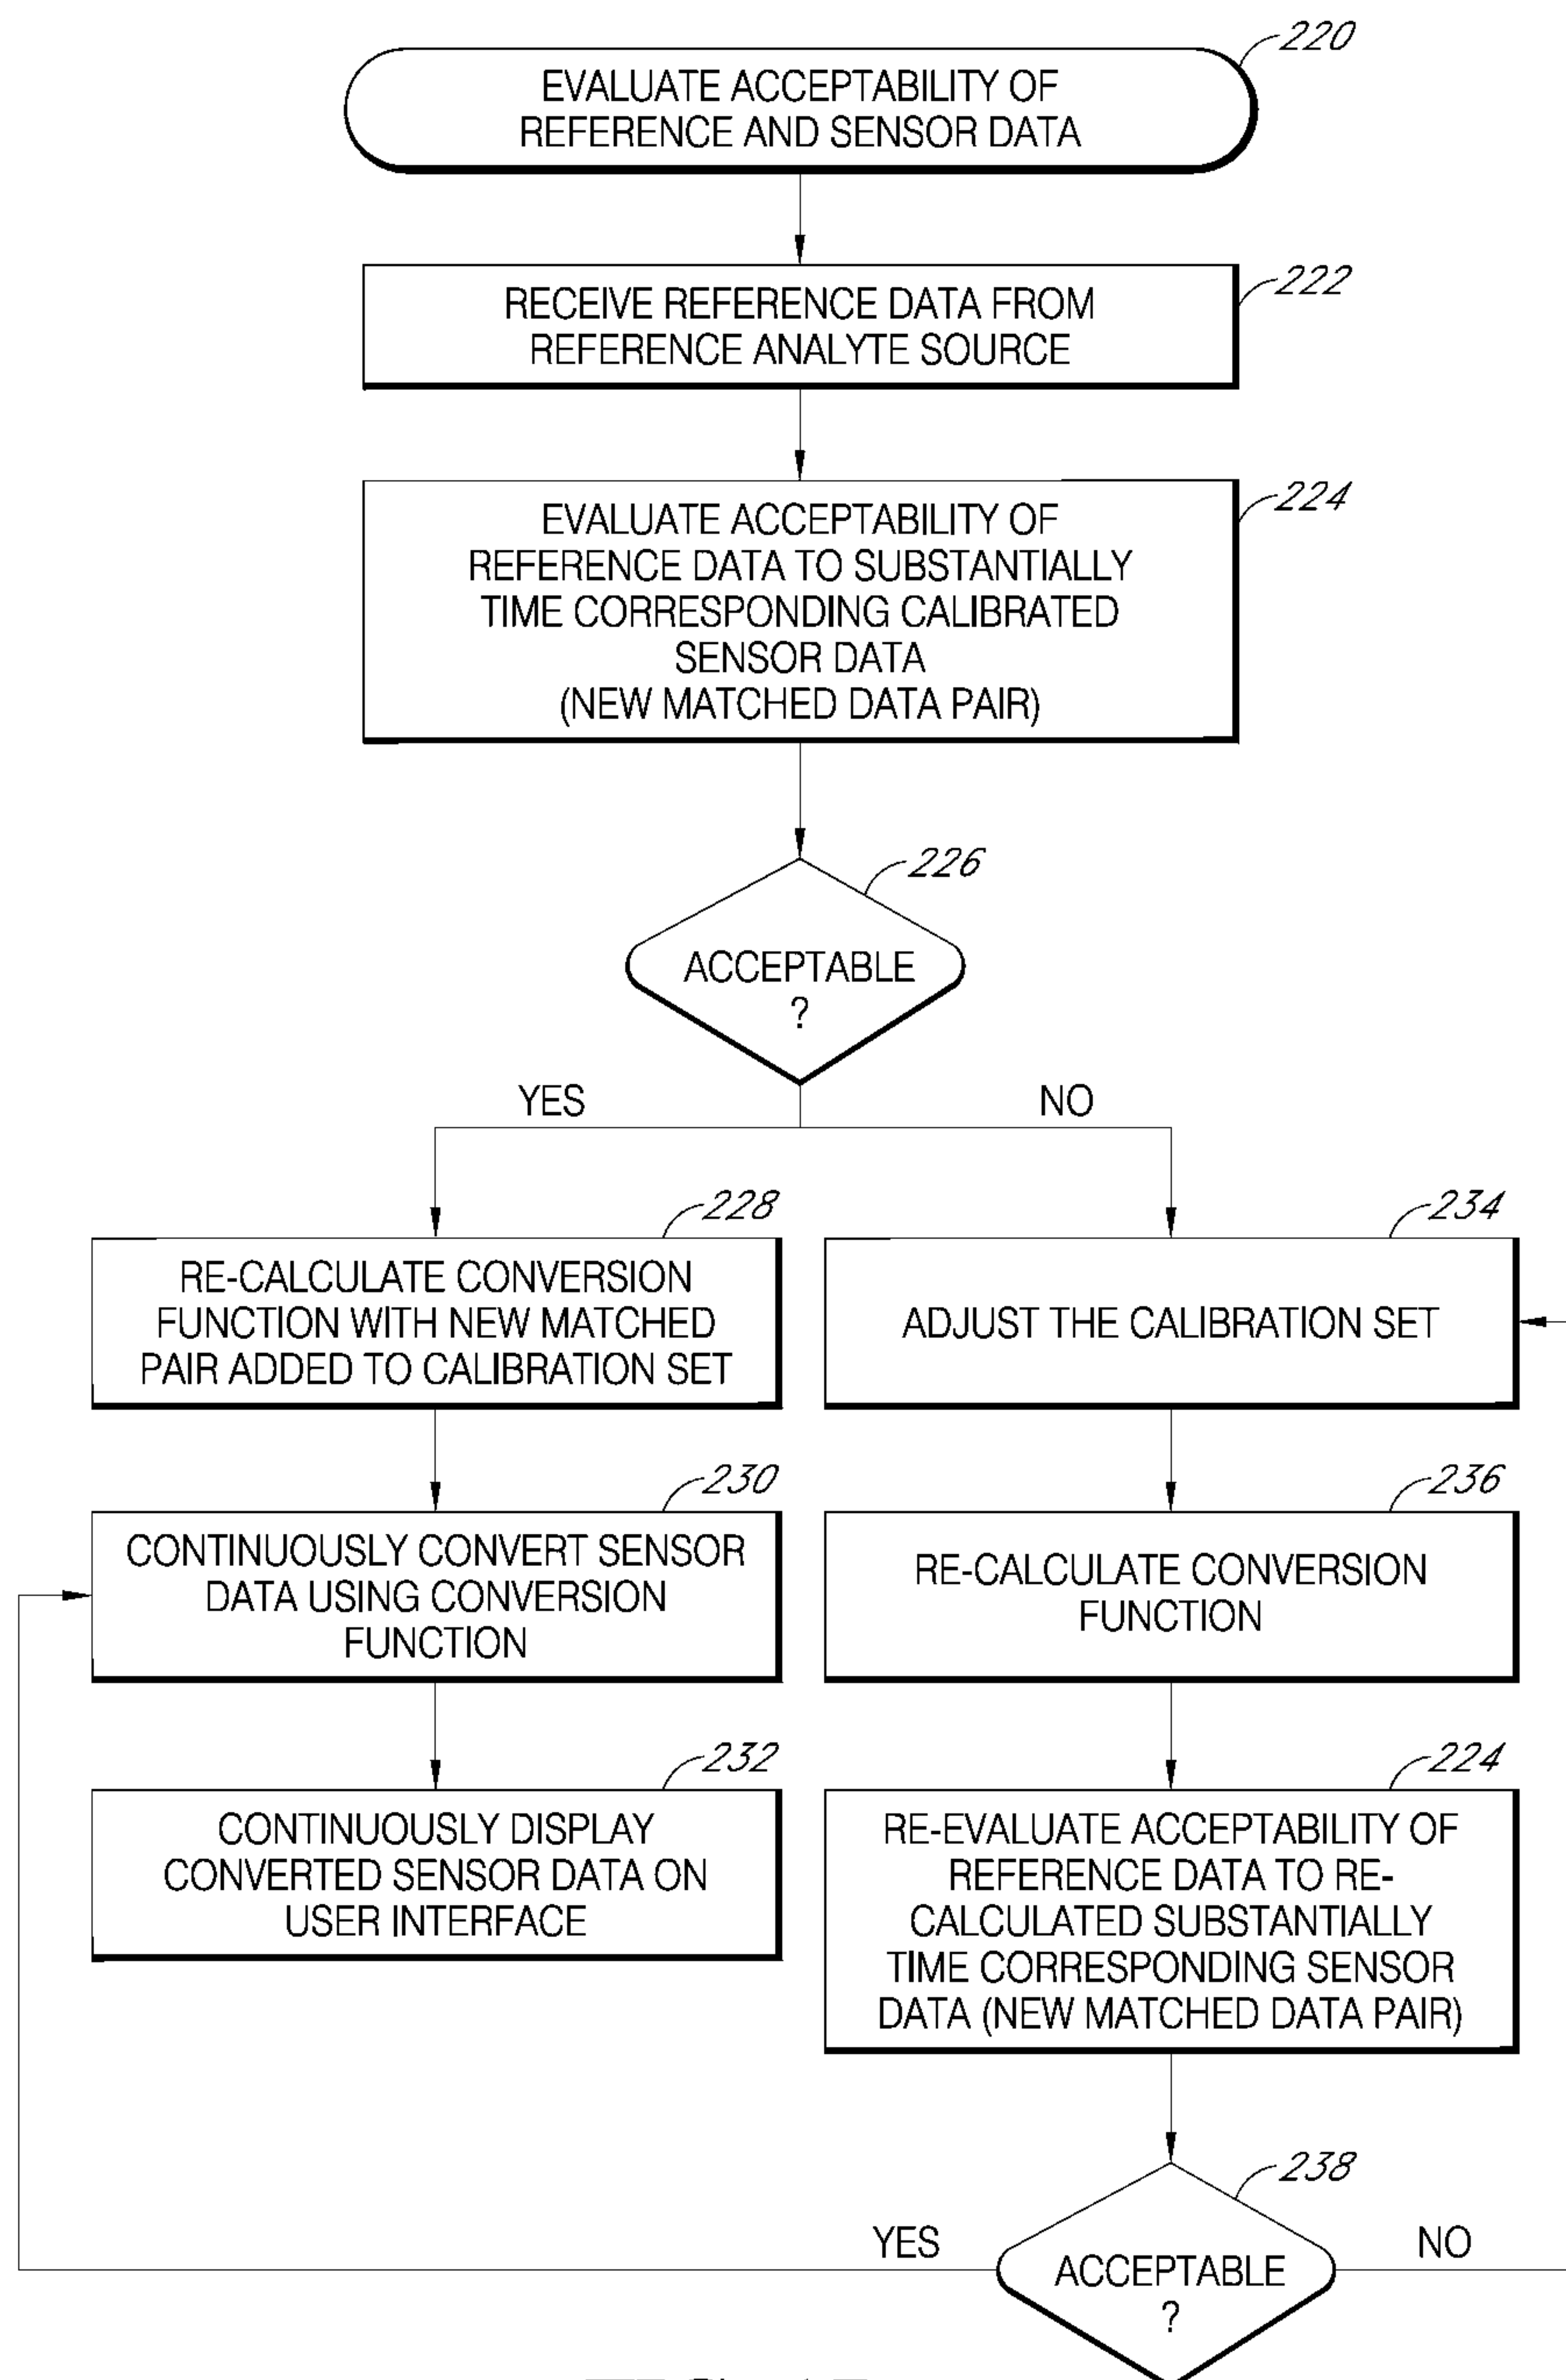 220
EVALUATE ACCEPTABILITY OF
REFERENCE AND SENSOR DATA
222
RECEIVE REFERENCE DATA FROM
REFERENCE ANALYTE SOURCE
224
EVALUATE ACCEPTABILITY OF
REFERENCE DATA TO SUBSTANTIALLY
TIME CORRESPONDING CALIBRATED
SENSOR DATA
(NEW MATCHED DATA PAIR)
226
ACCEPTABLE
?
YES
NO
228
RE-CALCULATE CONVERSION
FUNCTION WITH NEW MATCHED
PAIR ADDED TO CALIBRATION SET
234
ADJUST THE CALIBRATION SET
230
CONTINUOUSLY CONVERT SENSOR
DATA USING CONVERSION
FUNCTION
236
RE-CALCULATE CONVERSION
FUNCTION
232
CONTINUOUSLY DISPLAY
CONVERTED SENSOR DATA ON
USER INTERFACE
224
RE-EVALUATE ACCEPTABILITY OF
REFERENCE DATA TO RE-
CALCULATED SUBSTANTIALLY
TIME CORRESPONDING SENSOR
DATA (NEW MATCHED DATA PAIR)
238
YES
NO
ACCEPTABLE
?